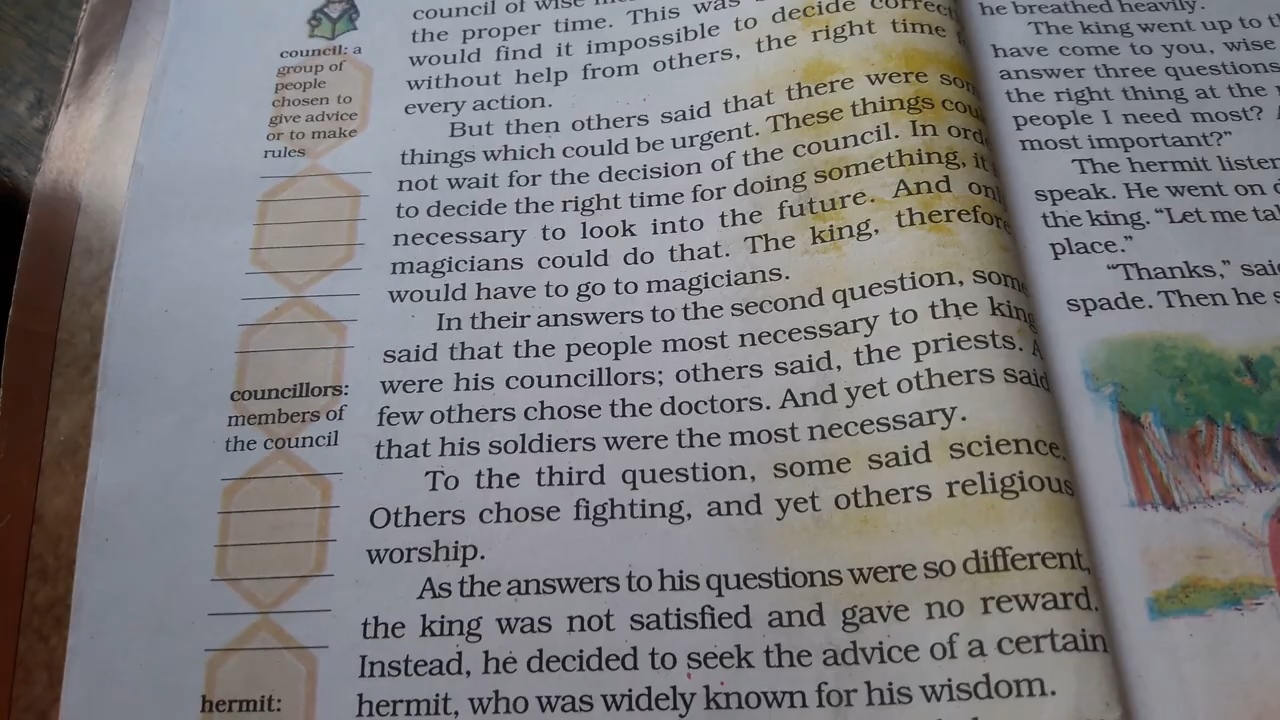 council: a
group of
people
chosen to
give advice
or to make
rules
councillors:
members of
the council
hermit:
council of wise
the proper time. This was
would find it impossible to decide
without help from others, the right time
every action.
But then others said that there were
things which could be urgent. These things
not wait for the decision of the council. In
to decide the right time for doing something, it
necessary to look into the future. And
magicians could do that. The king,
would have to go to magicians.
In their answers to the second question,
said that the people most necessary to the king
were his councillors; others said, the priests. A
few others chose the doctors. And yet others said
that his soldiers were the most necessary.
To the third question, some said science.
Others chose fighting, and yet others religious
worship.
As the answers to his questions were so different,
the king was not satisfied and gave no reward.
Instead, he decided to seek the advice of a certain
hermit, who was widely known for his wisdom.
he breathed heavily.
The king went up to
have come to you, wise
answer three questions
the right thing at the
people I need most?
most important?”
The hermit
speak. He went on
the king. “Let me
place.”
“Thanks,”
spade. Then he